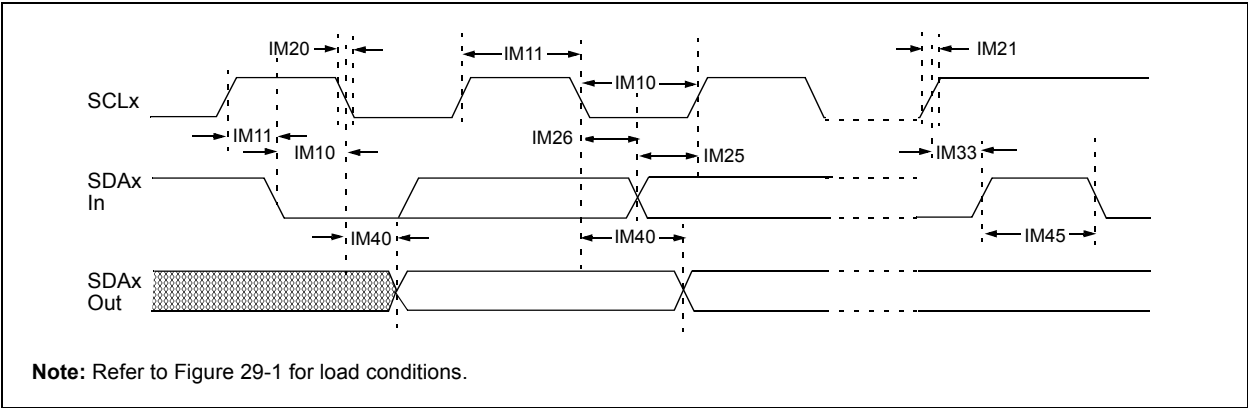 IM20
IM11
IM21
IM10
SCLx
IM11
IM26
IM10
IM25
IM33
SDAx
In
IM40
IM40
IM45
SDAx
Out
Note: Refer to Figure 29-1 for load conditions.